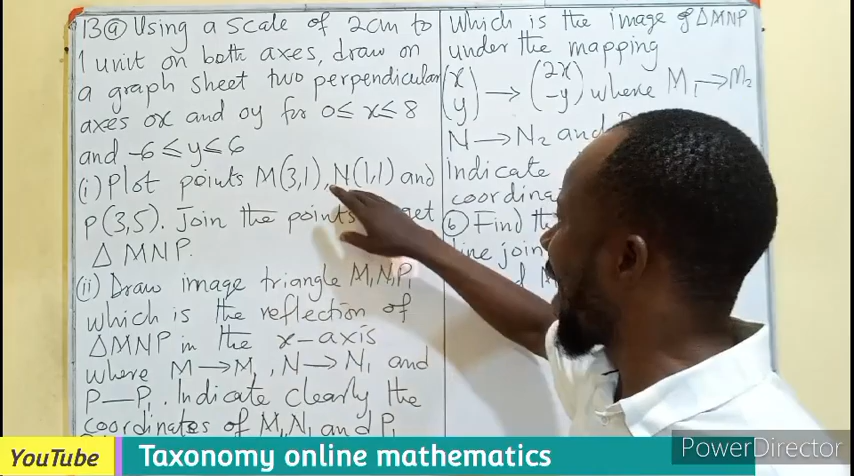 13(a) Using a scale of 2cm to
1 unit on both axes, draw on
a graph sheet two perpendicular
axes ox and oy for 0≤ x≤8
and -6≤y≤6
(i) Plot points M(3,1), N(1,1) and
P(3,5). Join the points get
△ MNP.
(ii) Draw image triangle M₁N₁P₁
which is the reflection of
△MNP in the x-axis
where M→M₁, N→N₁ and
P—P₁. Indicate clearly the
coordinates of M₁N₁ and P₁
which is the image of △MNP
under the mapping
(x y) → (2x -y) where M₁→M₂
N→N₂ and
Indicate
coordina
(b) Find th
line join
YouTube Taxonomy online mathematics
PowerDirector